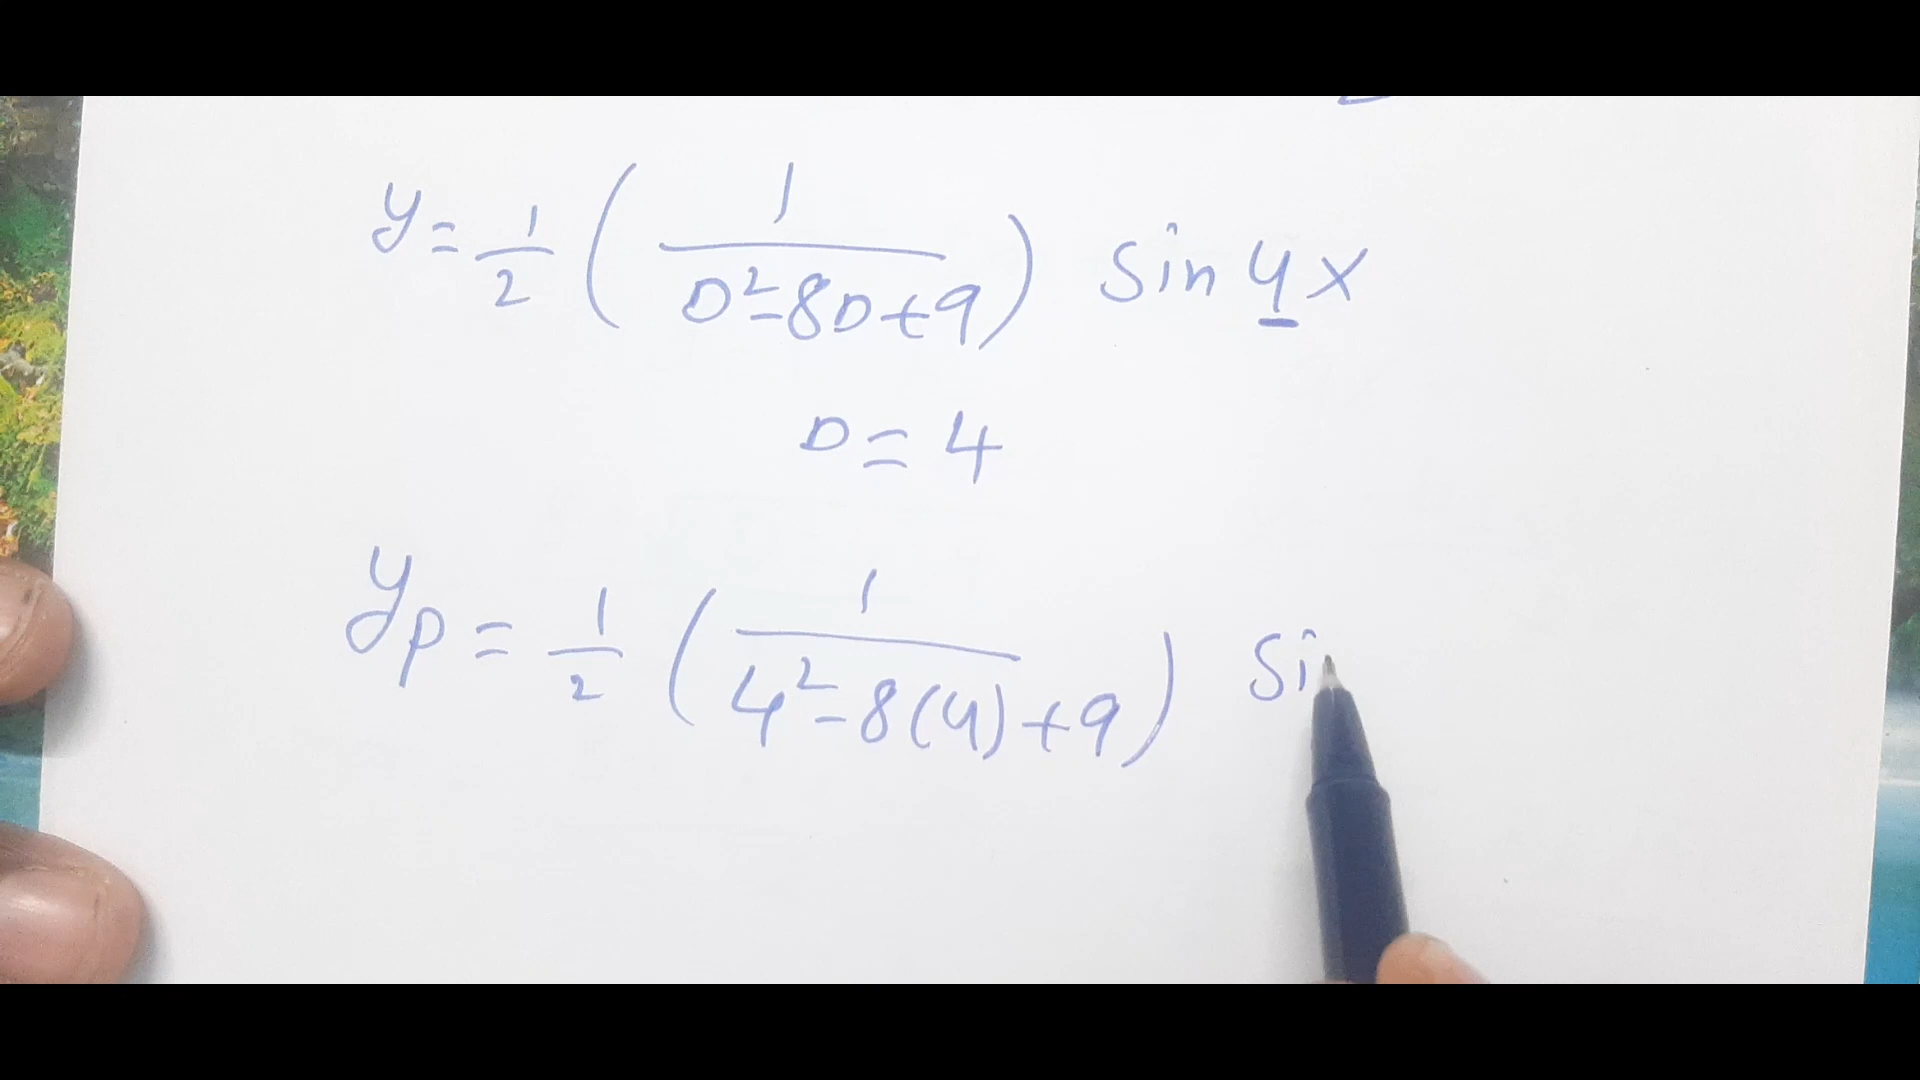 y = 1/2 ( 1 / D² - 8D + 9 ) Sin 4x
D = 4
yp = 1/2 ( 1 / 4² - 8(4) + 9 ) Si